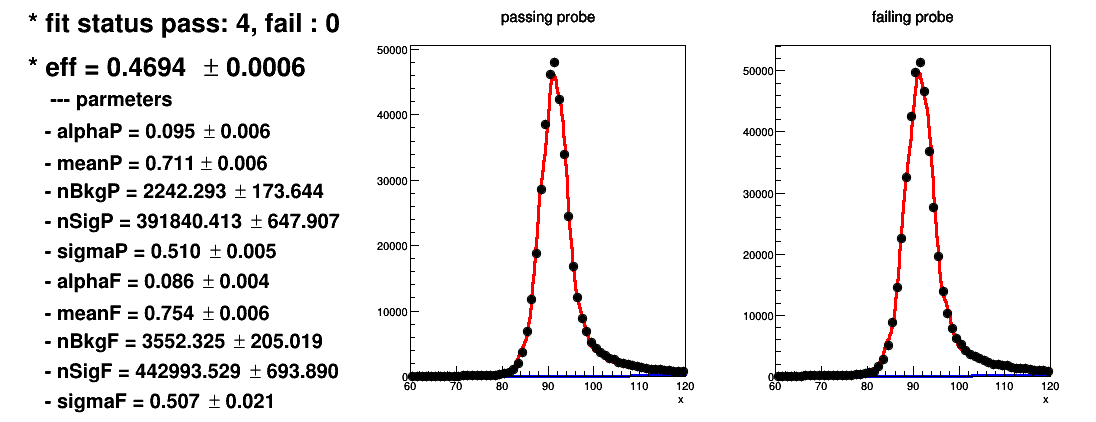 * fit status pass: 4, fail : 0
* eff = 0.4694 ± 0.0006
--- parmeters
- alphaP = 0.095 ± 0.006
- meanP = 0.711 ± 0.006
- nBkgP = 2242.293 ± 173.644
- nSigP = 391840.413 ± 647.907
- sigmaP = 0.510 ± 0.005
- alphaF = 0.086 ± 0.004
- meanF = 0.754 ± 0.006
- nBkgF = 3552.325 ± 205.019
- nSigF = 442993.529 ± 693.890
- sigmaF = 0.507 ± 0.021
passing probe
50000
40000
30000
20000
10000
0
60 70 80 90 100 110 120
x
failing probe
50000
40000
30000
20000
10000
0
60 70 80 90 100 110 120
x